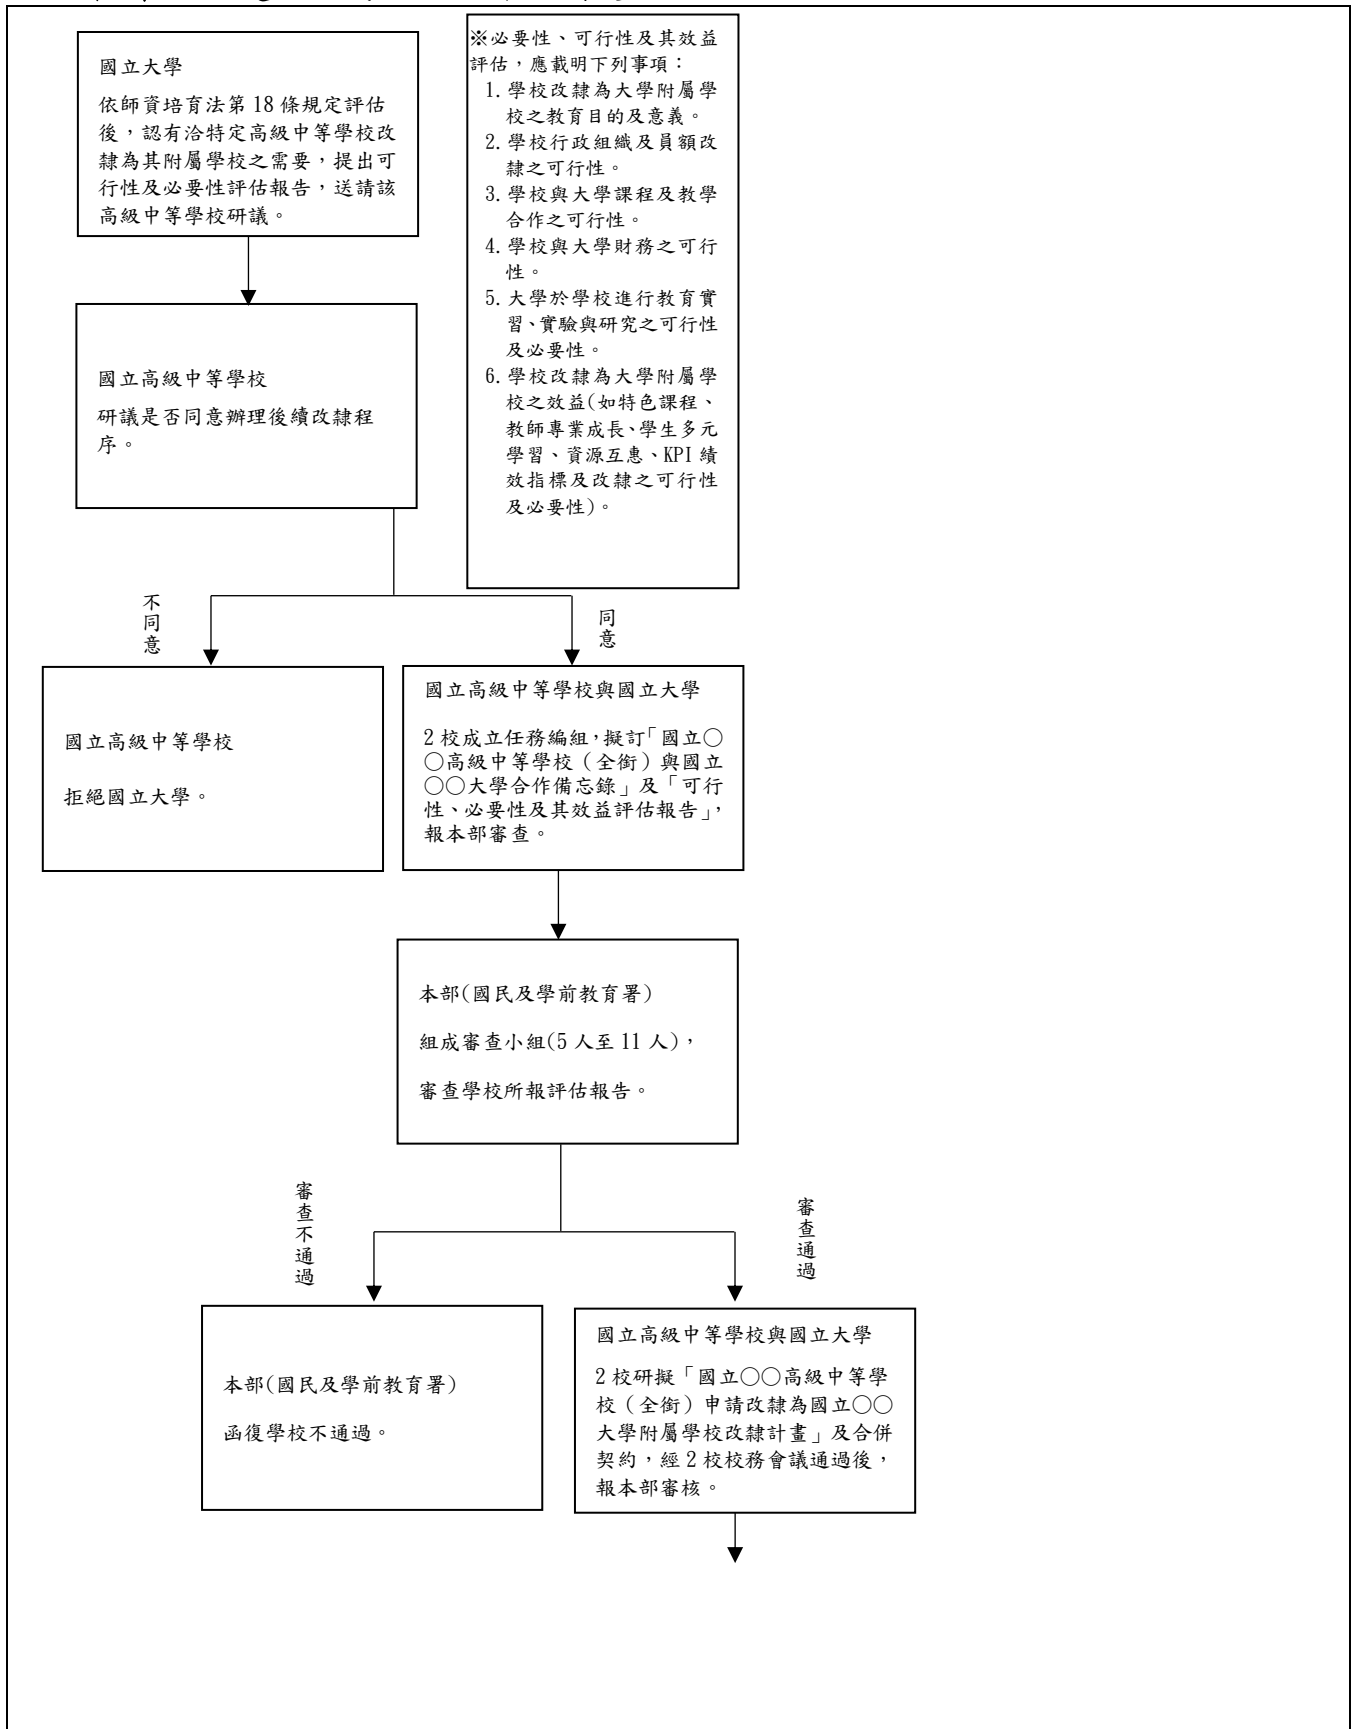 國立大學
依師資培育法第 18 條規定評估
後，認有洽特定高級中等學校改
隸為其附屬學校之需要，提出可
行性及必要性評估報告，送請該
高級中等學校研議。
※必要性、可行性及其效益
評估，應載明下列事項：
1. 學校改隸為大學附屬學
校之教育目的及意義。
2. 學校行政組織及員額改
隸之可行性。
3. 學校與大學課程及教學
合作之可行性。
4. 學校與大學財務之可行
性。
5. 大學於學校進行教育實
習、實驗與研究之可行性
及必要性。
6. 學校改隸為大學附屬學
校之效益(如特色課程、
教師專業成長、學生多元
學習、資源互惠、KPI 績
效指標及改隸之可行性
及必要性)。
國立高級中等學校
研議是否同意辦理後續改隸程
序。
不同意
同意
國立高級中等學校
拒絕國立大學。
國立高級中等學校與國立大學
2 校成立任務編組，擬訂「國立○
○高級中等學校（全銜）與國立
○○大學合作備忘錄」及「可行
性、必要性及其效益評估報告」，
報本部審查。
本部(國民及學前教育署)
組成審查小組(5 人至 11 人)，
審查學校所報評估報告。
審查不通過
審查通過
本部(國民及學前教育署)
函復學校不通過。
國立高級中等學校與國立大學
2 校研擬「國立○○高級中等學
校（全銜）申請改隸為國立○○
大學附屬學校改隸計畫」及合併
契約，經 2 校校務會議通過後，
報本部審核。